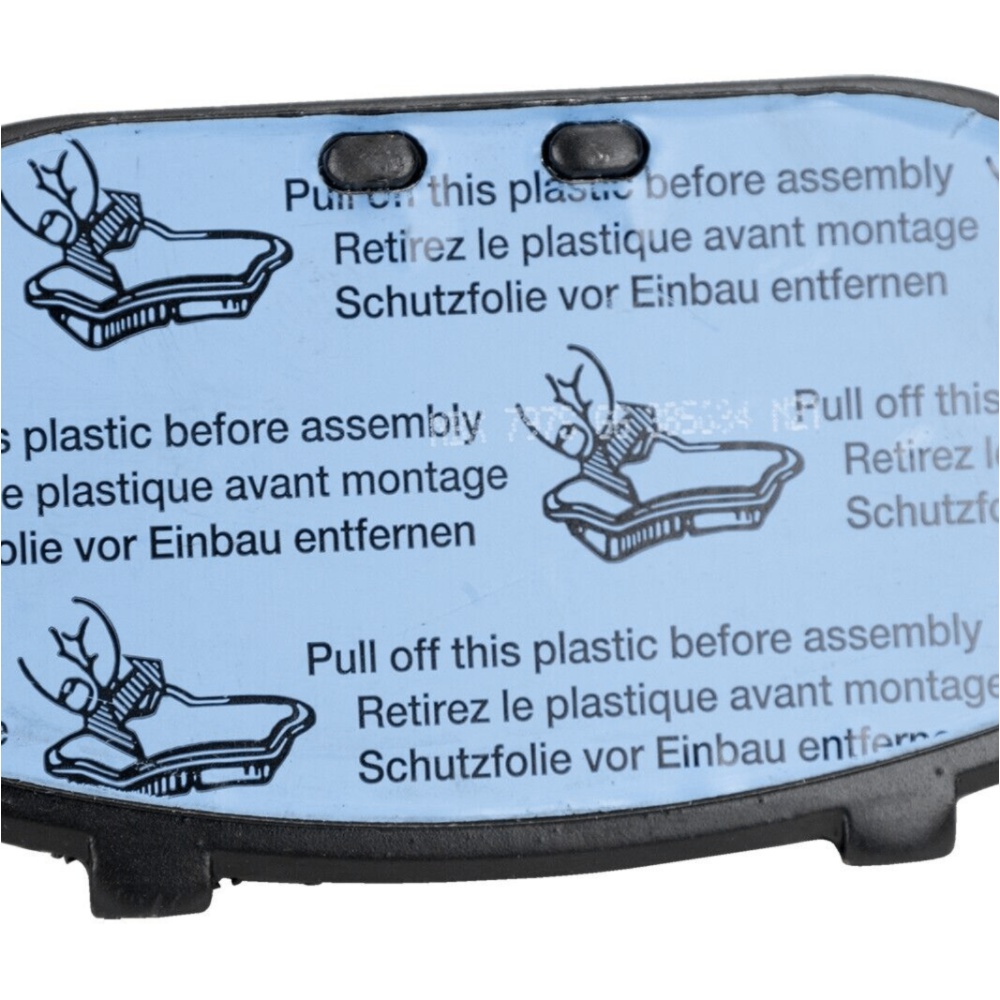 Pull off this plastic before assembly
Retirez le plastique avant montage
Schutzfolie vor Einbau entfernen
s plastic before assembly
e plastique avant montage
olie vor Einbau entfernen
Pull off this
Retirez l
Schutzfo
Pull off this plastic before assembly
Retirez le plastique avant montage
Schutzfolie vor Einbau entfern
e